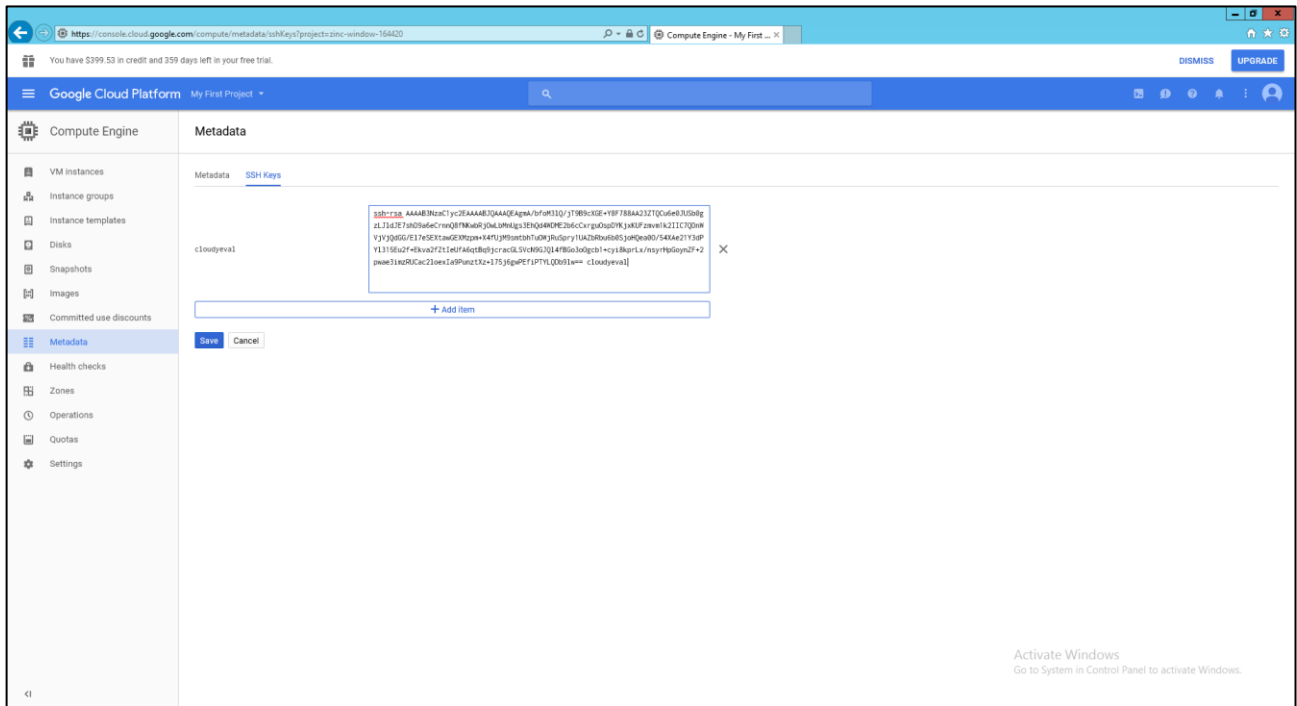 https://console.cloud.google.com/compute/metadata/sshKeys?project=zinc-window-164420
Compute Engine - My First ...
You have $399.53 in credit and 359 days left in your free trial.
DISMISS
UPGRADE
Google Cloud Platform
My First Project
Compute Engine
Metadata
VM instances
Instance groups
Instance templates
Disks
Snapshots
Images
Committed use discounts
Metadata
Health checks
Zones
Operations
Quotas
Settings
Metadata
SSH Keys
cloudyeval
ssh-rsa
cloudyeval
+ Add item
Save
Cancel
Activate Windows
Go to System in Control Panel to activate Windows.